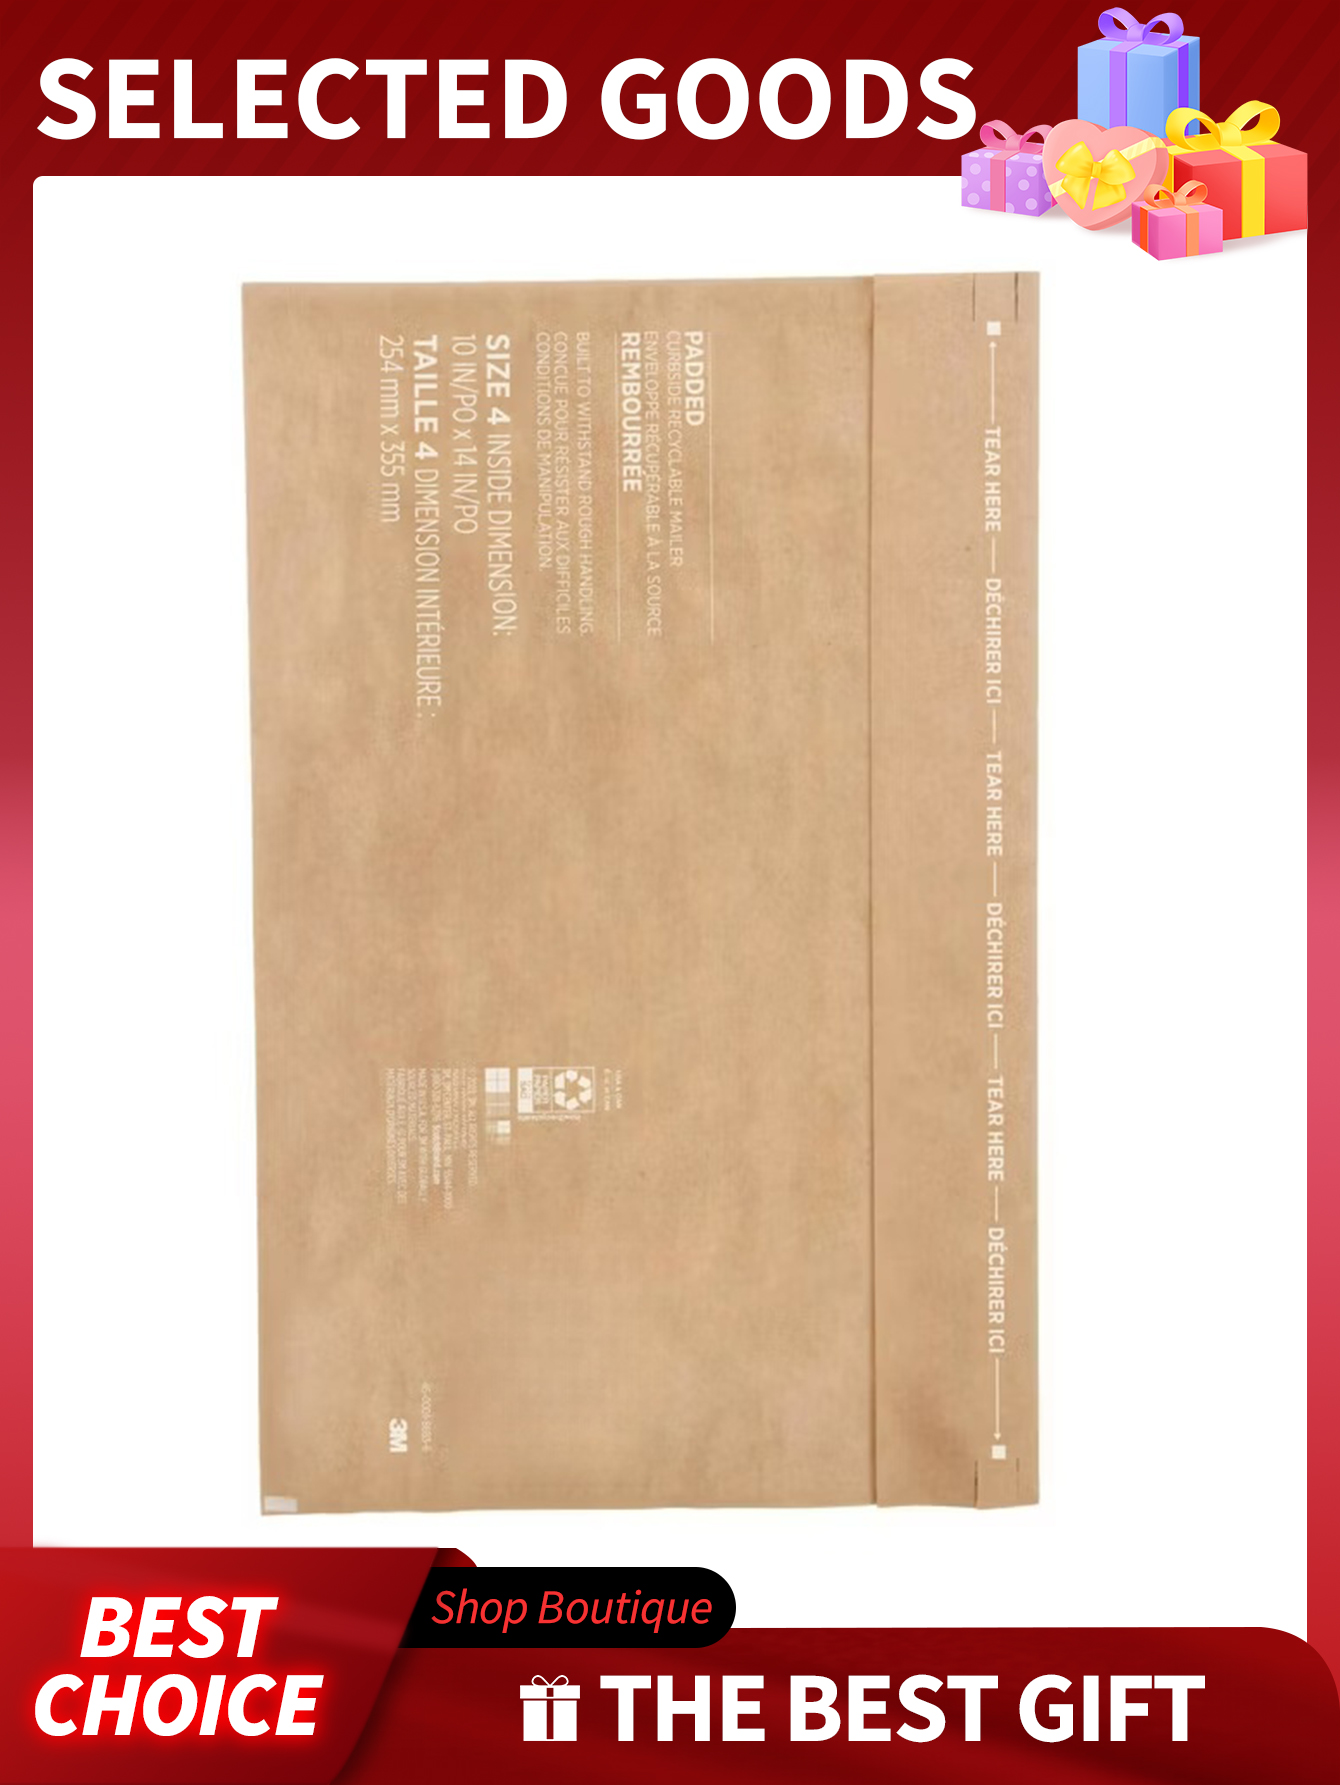 SELECTED GOODS
PADDED
CURBSIDE RECYCLABLE MAILER
ENVELOPPE RÉCUPÉRABLE À LA SOURCE
REMBOURRÉE
BUILT TO WITHSTAND ROUGH HANDLING.
CONÇUE POUR RÉSISTER AUX DIFFICILES
CONDITIONS DE MANIPULATION.
SIZE 4 INSIDE DIMENSION:
10 IN/PO x 14 IN/PO
TAILLE 4 DIMENSION INTÉRIEURE :
254 mm x 355 mm
TEAR HERE — DÉCHIRER ICI — TEAR HERE — DÉCHIRER ICI — TEAR HERE — DÉCHIRER ICI
3M
BEST
CHOICE
Shop Boutique
THE BEST GIFT